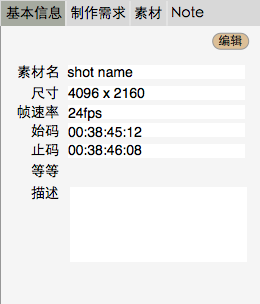 基本信息 制作需求 素材 Note
编辑
素材名 shot name
尺寸 4096 x 2160
帧速率 24fps
始码 00:38:45:12
止码 00:38:46:08
等等
描述